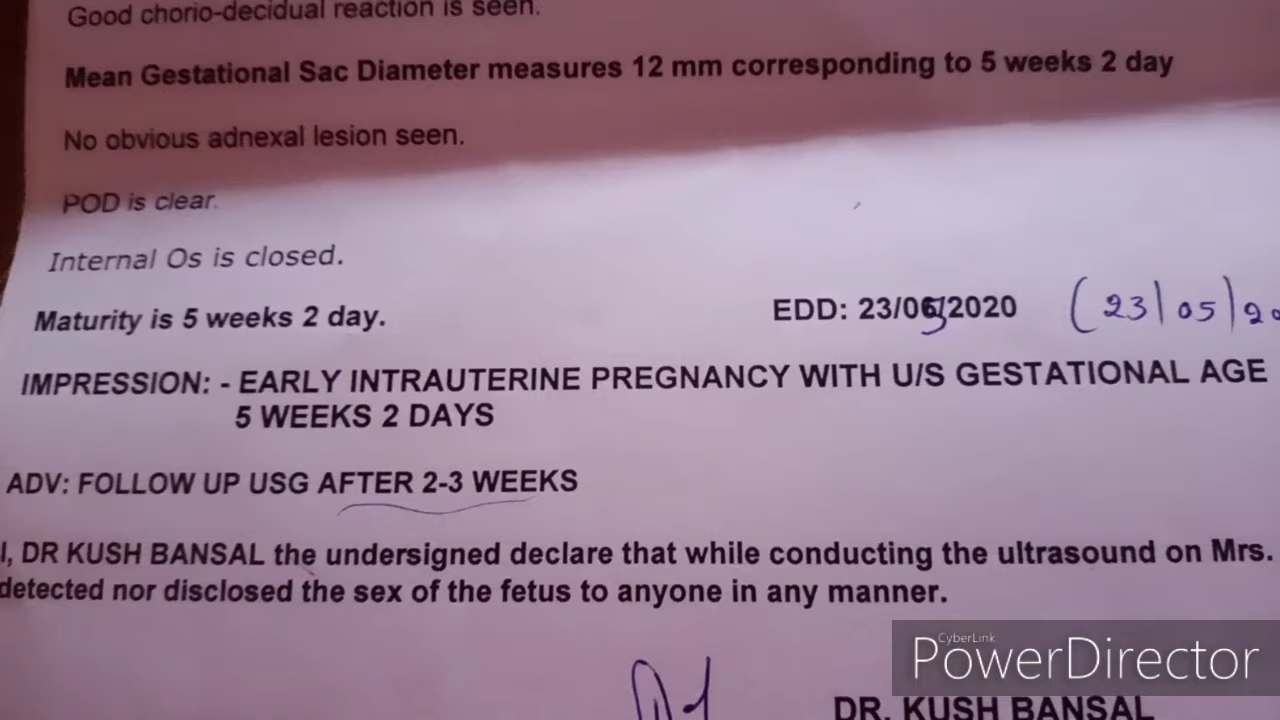 Good chorio-decidual reaction is seen.
Mean Gestational Sac Diameter measures 12 mm corresponding to 5 weeks 2 day
No obvious adnexal lesion seen.
POD is clear.
Internal Os is closed.
Maturity is 5 weeks 2 day. EDD: 23/05/2020 (23/05/20
IMPRESSION: - EARLY INTRAUTERINE PREGNANCY WITH U/S GESTATIONAL AGE
5 WEEKS 2 DAYS
ADV: FOLLOW UP USG AFTER 2-3 WEEKS
I, DR KUSH BANSAL the undersigned declare that while conducting the ultrasound on Mrs.
detected nor disclosed the sex of the fetus to anyone in any manner.
DR. KUSH BANSAL
CyberLink
PowerDirector